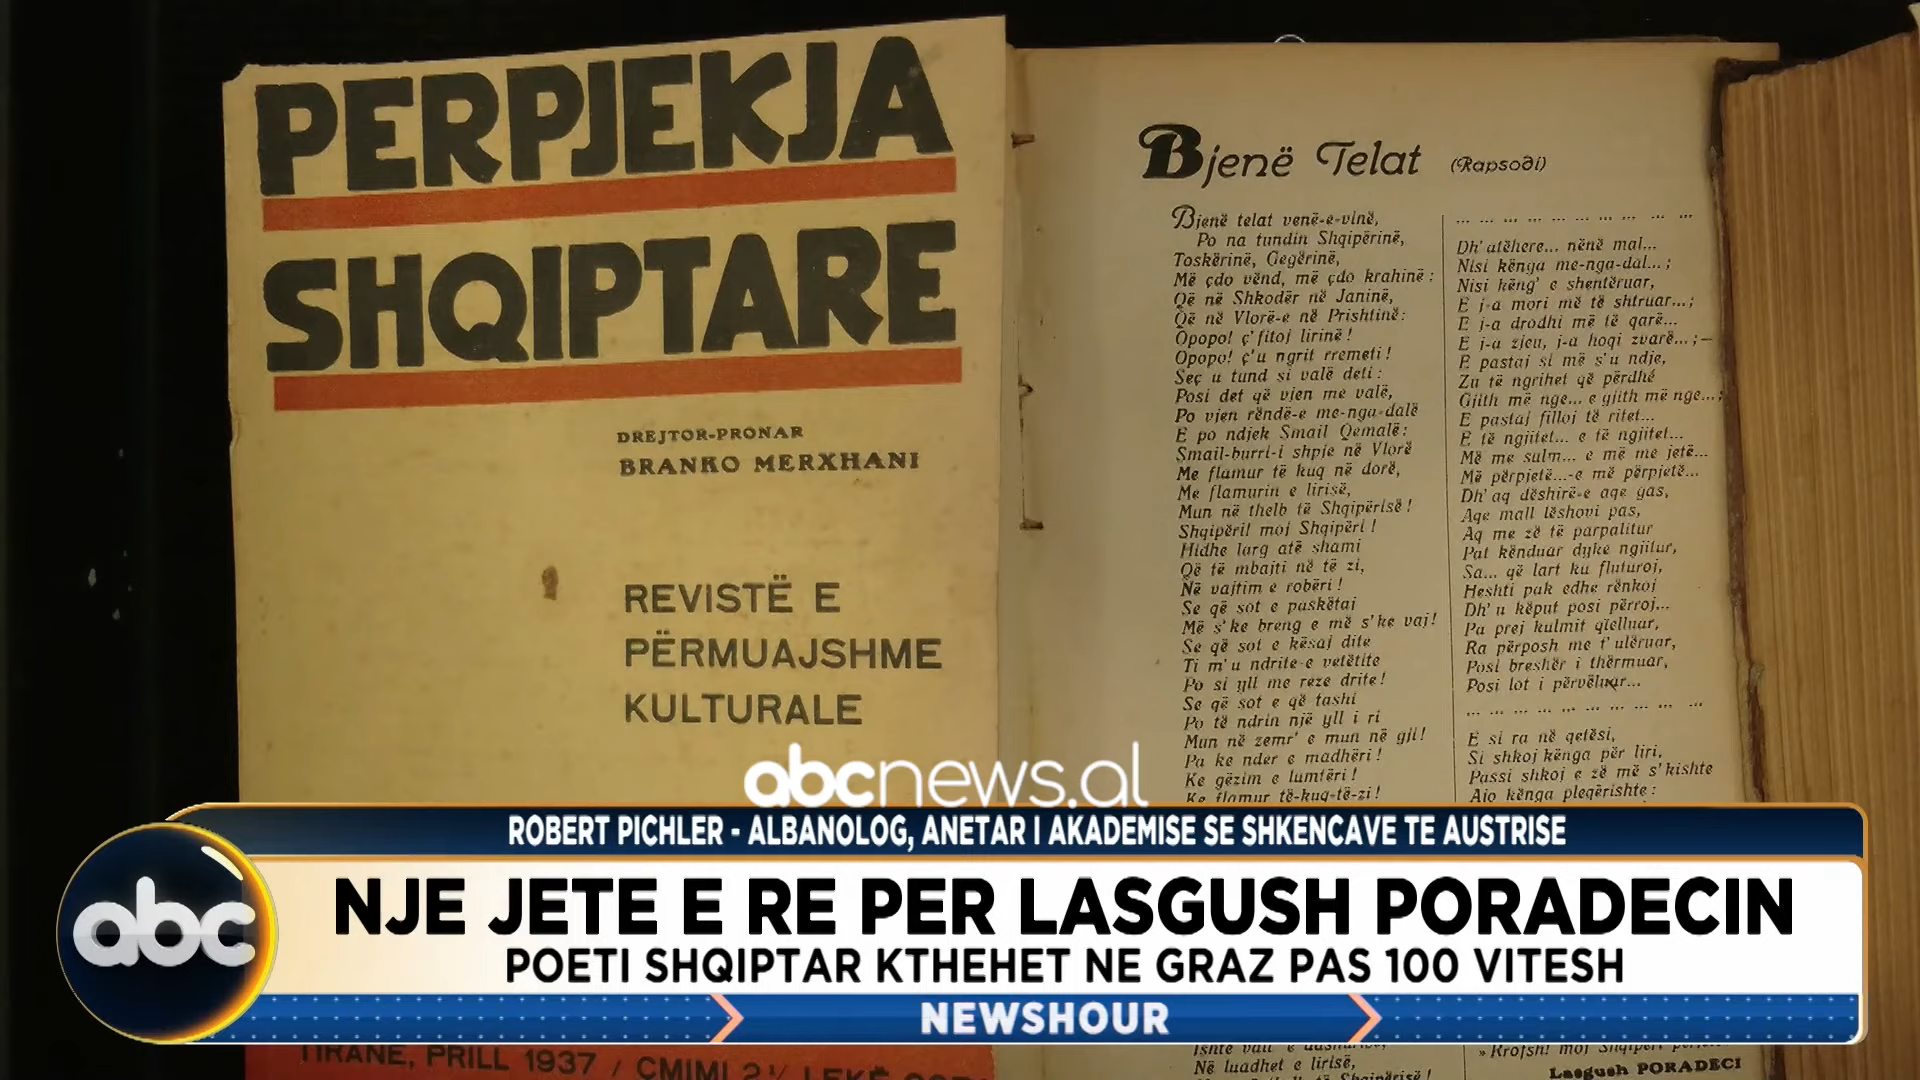 PERPJEKJA
SHQIPTARE
DREJTOR-PRONAR
BRANKO MERXHANI
REVISTË E
PËRMUAJSHME
KULTURALE
TIRANE, PRILL 1937 /
Bjenë Telat (Rapsodi)
Bjenë telat venë-e-vinë,
Po na tundin Shqipërinë,
Toskërinë, Gegërinë,
Më çdo vënd, më çdo krahinë:
Që në Shkodër në Janinë,
Që në Vlorë-e në Prishtinë:
Opopo! ç'fitoj lirinë!
Opopo! ç'u ngrit rremeti!
Seç u tund si valë deti:
Posi det që vjen me valë,
Po vjen rëndë-e me-nga-dalë
E po ndjek Smail Qemalë:
Smail-burri-i shpje në Vlorë
Me flamur të kuq në dorë,
Me flamurin e lirisë,
Mun në thelb të Shqipërisë!
Shqipëri! moj Shqipëri!
Hidhe larg atë shami
Që të mbajti në të zi,
Në vajtim e robëri!
Se që sot e paskëtaj
Më s'ke breng e më s'ke vaj!
Se që sot e kësaj dite
Ti m'u ndrite-e vetëtite
Po si yll me reze drite!
Se që sot e që tashi
Po të ndrin një yll i ri
Mun në zemr' e mun në gji!
Pa ke nder e madhëri!
Ke gëzim e lumtëri!
Ke flamur të-kuq-të-zi!
Në luadhet e lirisë,
... ... ... ... ... ... ... ... ... ...
Dh' atëhere... nënë mal...
Nisi kënga me-nga-dal...;
Nisi këng' e shentëruar,
E j-a mori më të shtruar...;
E j-a drodhi më të qarë...
E j-a zjeu, j-a hoqi zvarë...;—
E pastaj si më s'u ndje,
Zu të ngrihet që përdhé
Gjith më nge... e gjith më nge...;
E pastaj filloj të ritet...
E të ngjitet... e të ngjitet...
Më me sulm... e më me jetë...
Më përpjetë...-e më përpjetë...
Dh' aq dëshirë-e aqe gas,
Aqe mall lëshovi pas,
Aq me zë të parpalitur
Pat kënduar dyke ngjitur,
Sa... që lart ku fluturoj,
Heshti pak edhe rënkoj
Dh' u këput posi përroj...
Pa prej kulmit qielluar,
Ra përposh me t' ulëruar,
Posi breshër i thërmuar,
Posi lot i përvëluar...
... ... ... ... ... ... ... ... ... ...
E si ra në qetësi,
Si shkoj kënga për liri,
Passi shkoj e zë më s'kishte
Ajo kënga pleqërishte:
Lasgush PORADECI
abcnews.al
ROBERT PICHLER - ALBANOLOG, ANETAR I AKADEMISE SE SHKENCAVE TE AUSTRISE
abc
NJE JETE E RE PER LASGUSH PORADECIN
POETI SHQIPTAR KTHEHET NE GRAZ PAS 100 VITESH
NEWSHOUR